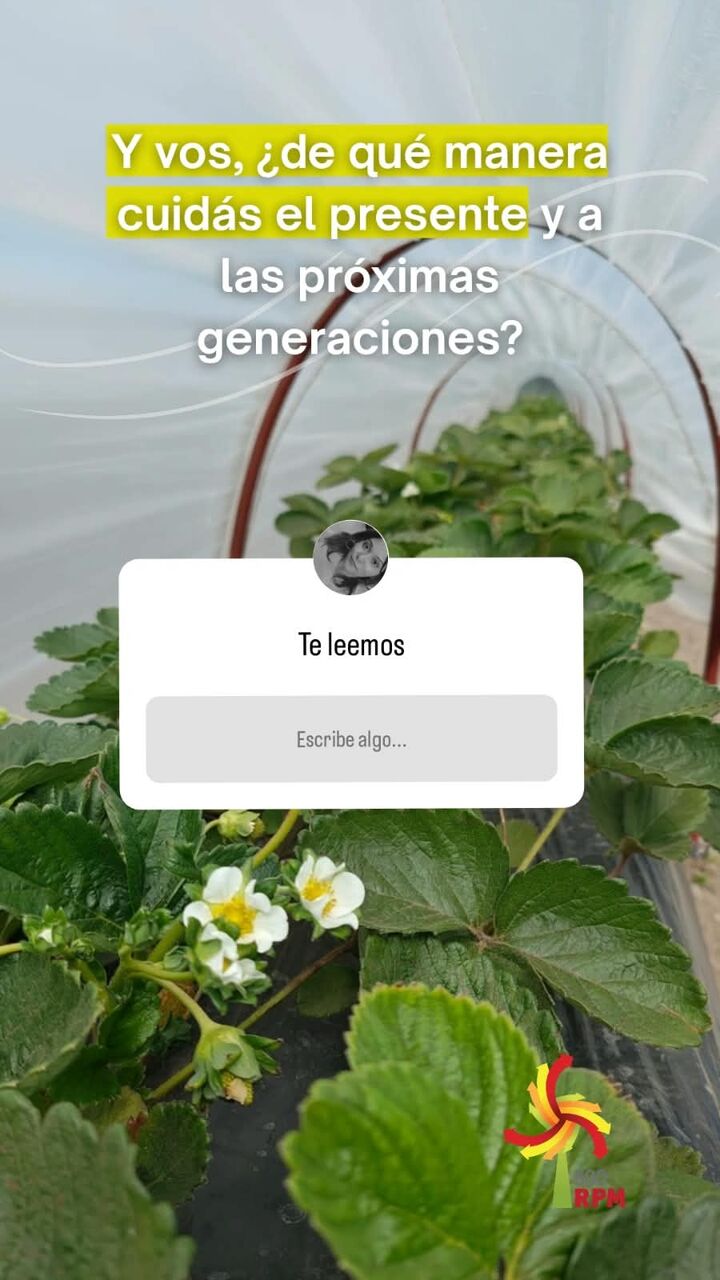 Y vos, ¿de qué manera
cuidás el presente y a
las próximas
generaciones?
Te leemos
Escribe algo...
RPM